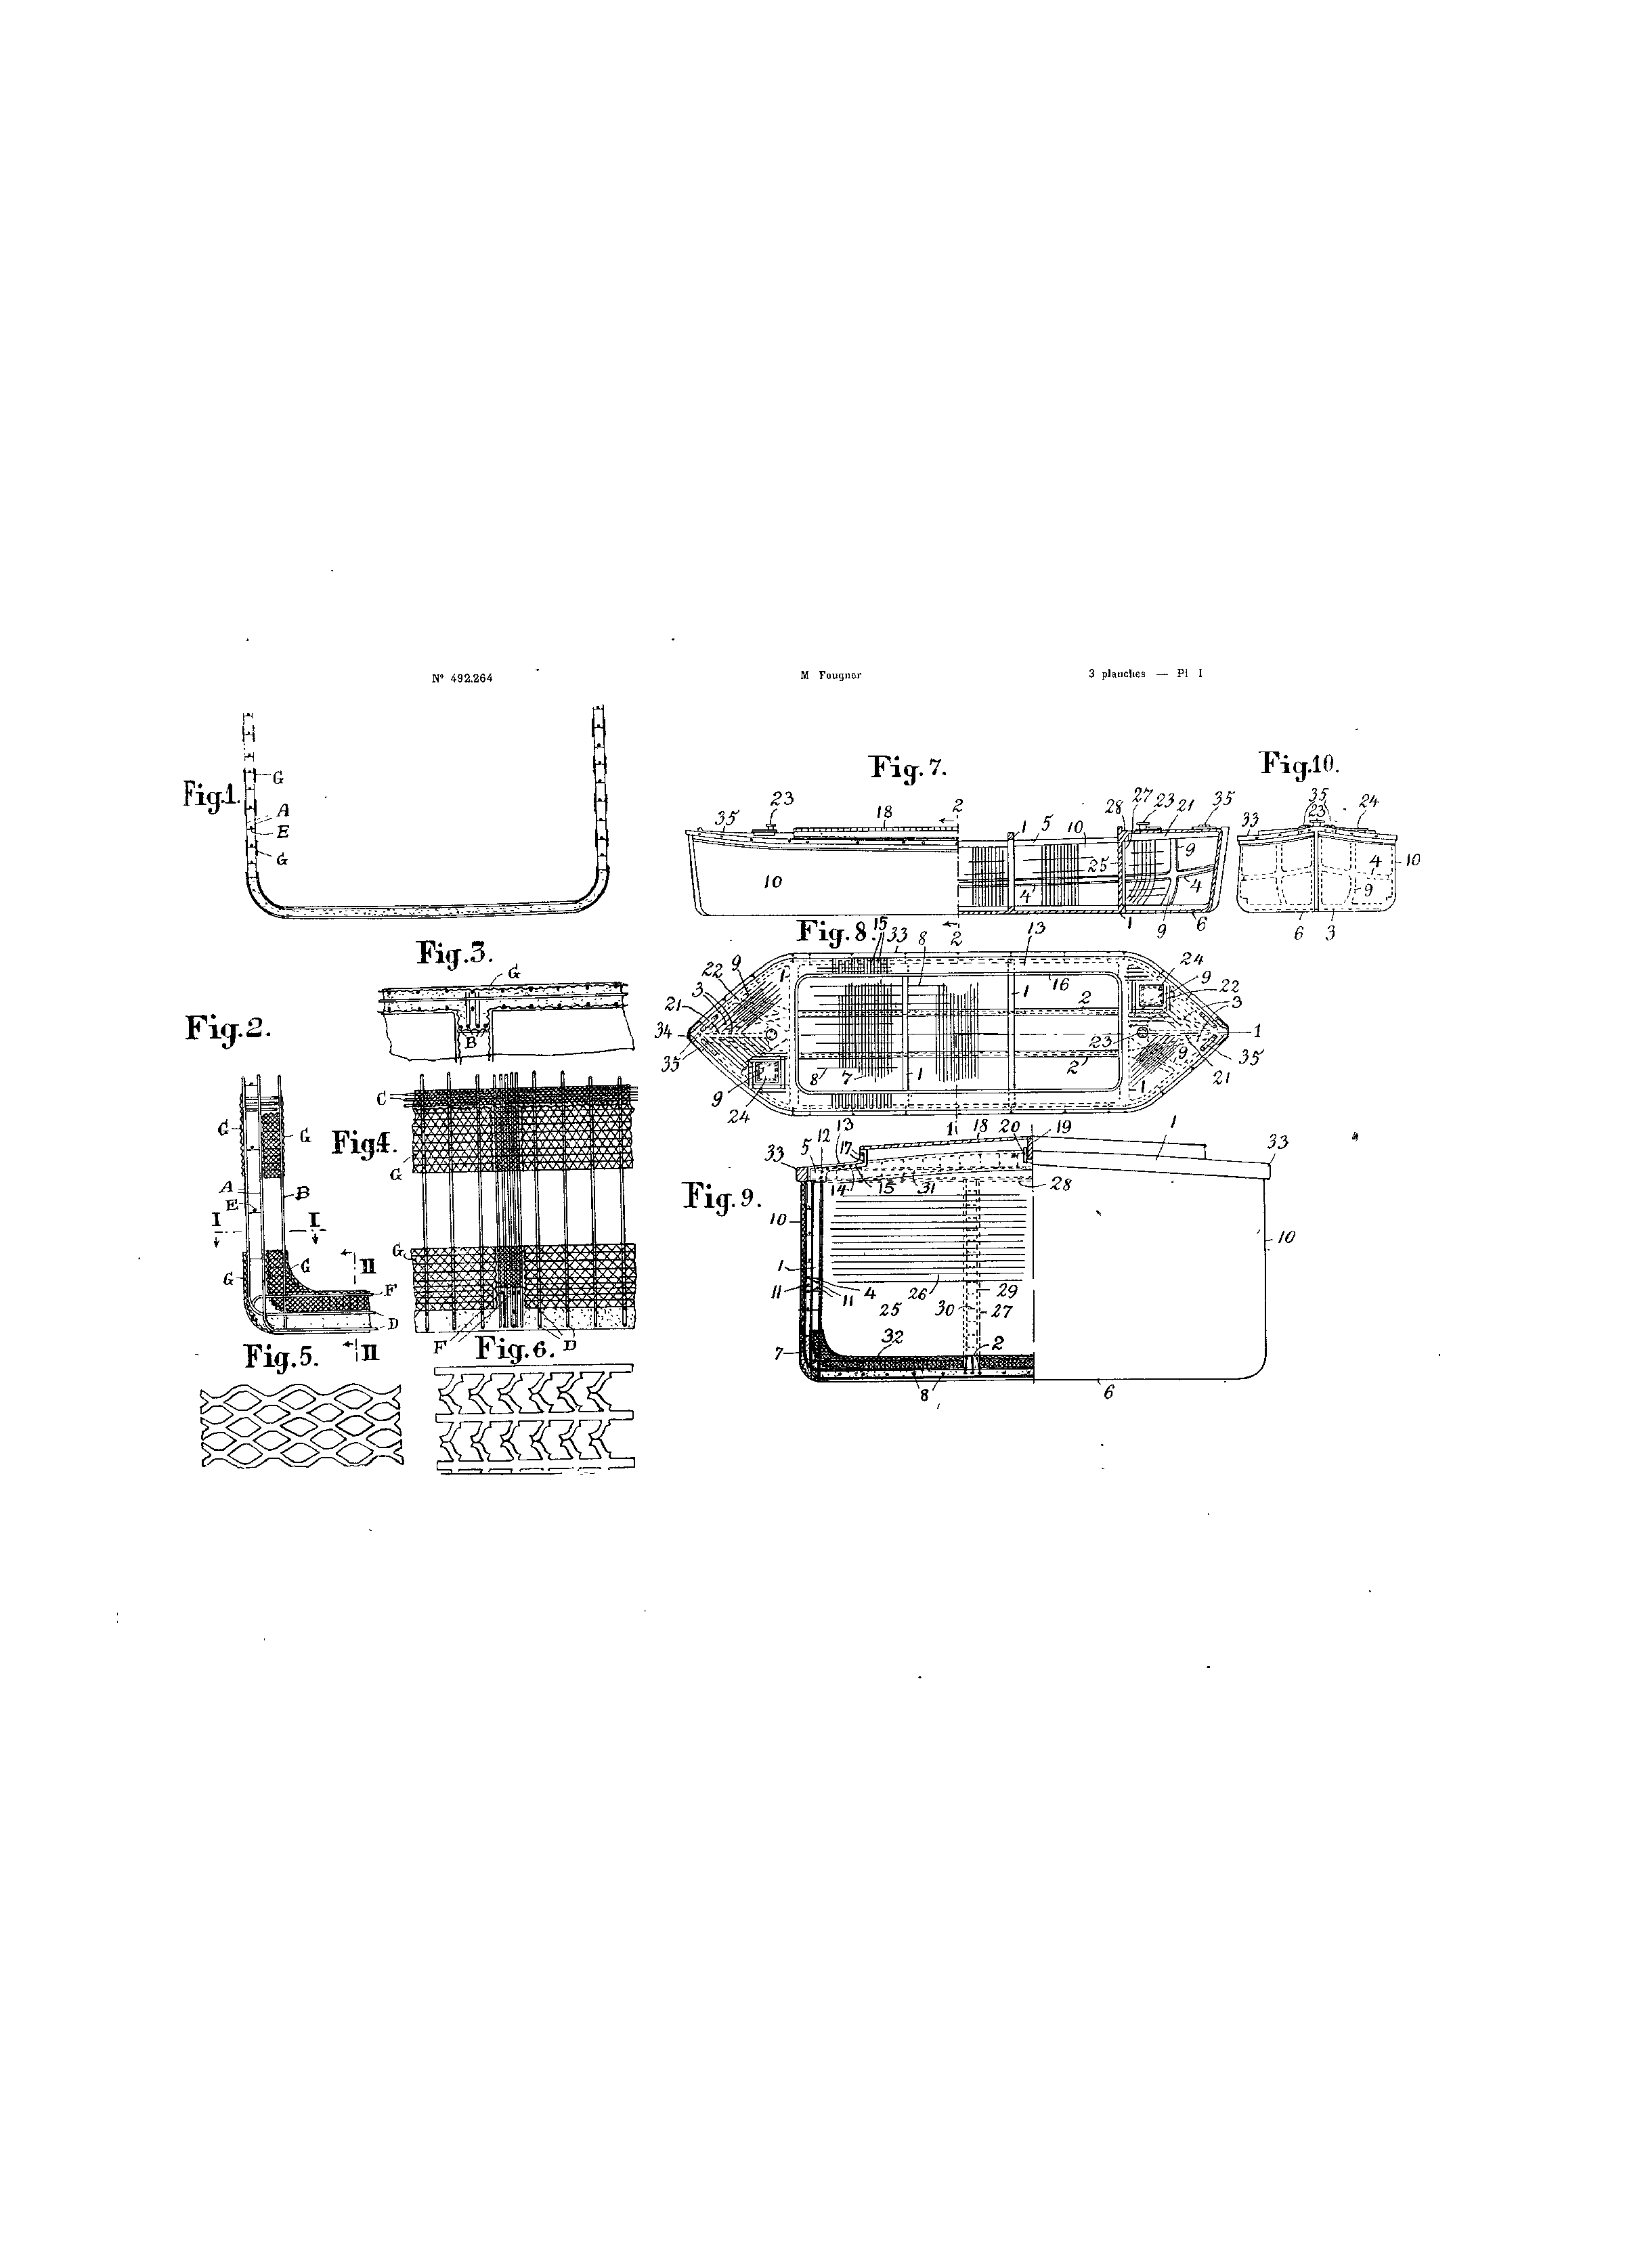 N° 492.264
M Fougner
3 planches — Pl I
Fig.1.
G
A
E
G
Fig.3.
G
B
Fig.2.
G
G
A
B
E
I
I
G
G
II
F
D
II
Fig.4.
C
G
G
F
D
Fig.5.
Fig.6.
Fig.7.
35
23
18
2
1
5
10
28
27
23
21
35
10
4
25
9
4
1
9
6
2
Fig.10.
33
35
23
24
4
10
9
6
3
Fig.8.
15
33
8
13
22
9
3
21
34
35
1
16
1
2
24
9
22
3
1
23
35
21
9
2
8
7
1
9
24
1
1
Fig.9.
33
5
12
13
17
1
18
20
19
1
33
14
15
31
28
10
10
1
11
11
4
26
25
29
30
27
7
32
2
8
6